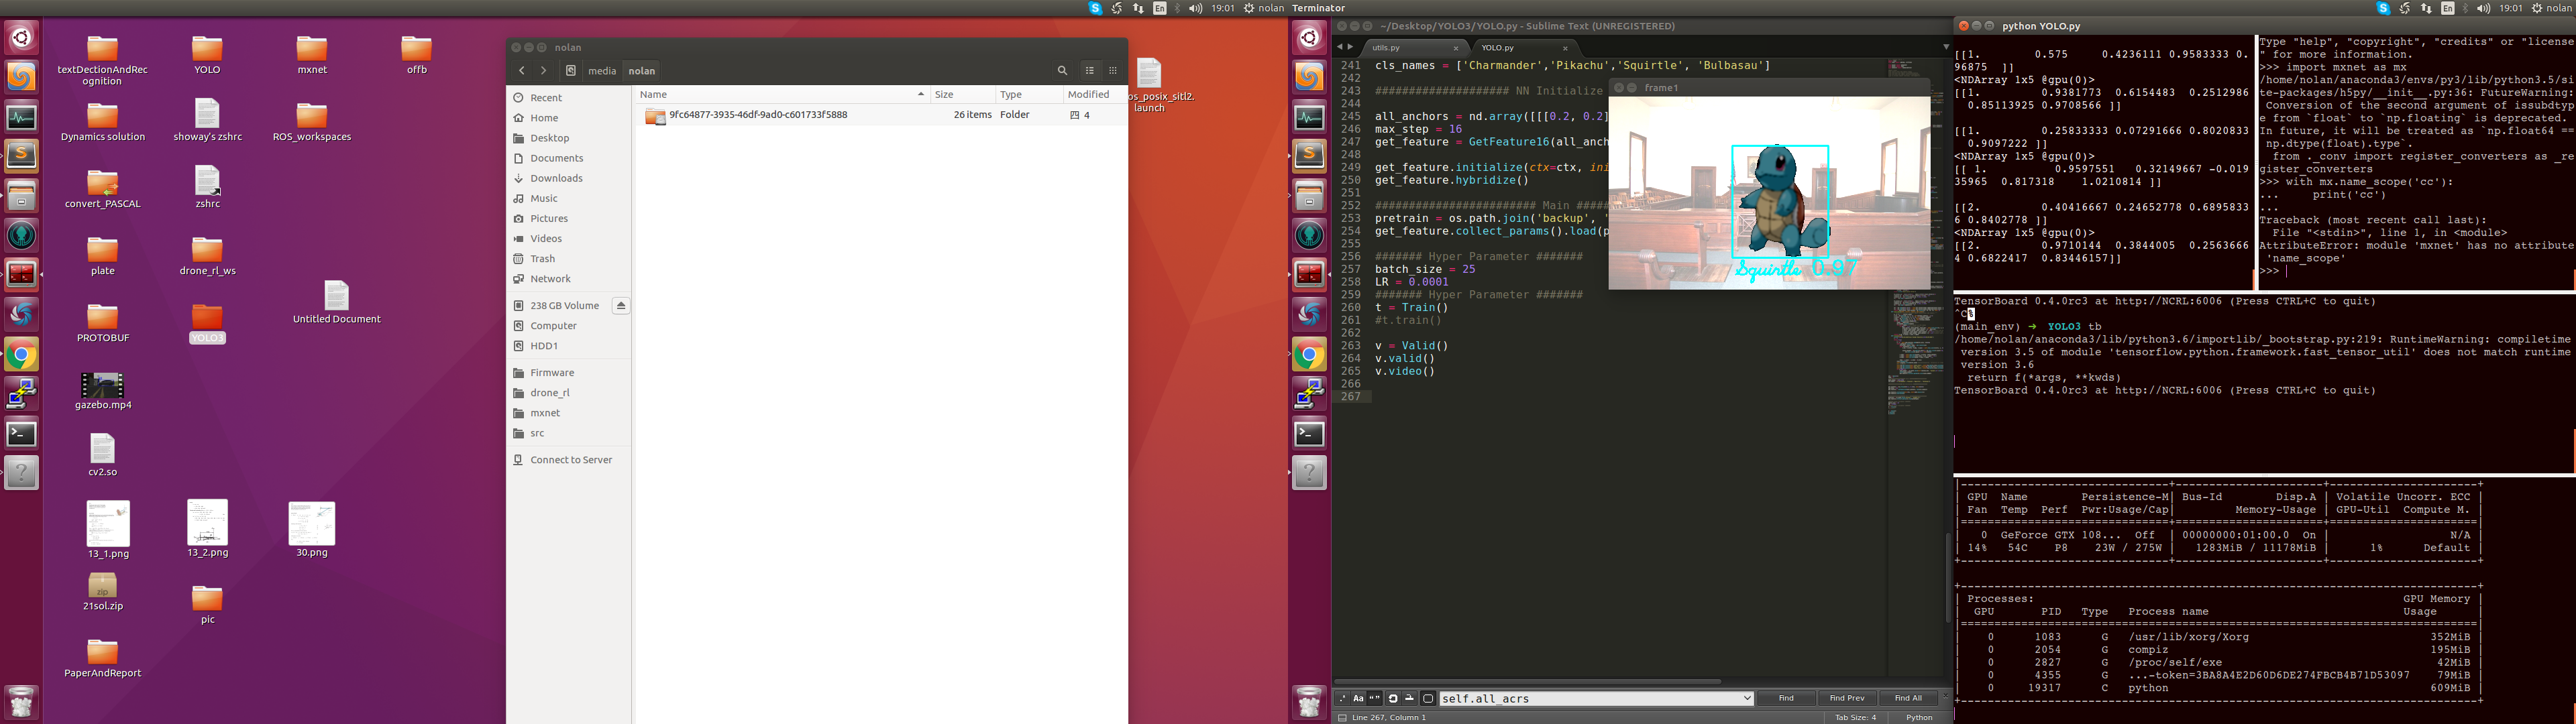 En
19:01
nolan
textDectionAndRec
ognition
YOLO
mxnet
offb
Dynamics solution
showay's zshrc
ROS_workspaces
convert_PASCAL
zshrc
plate
drone_rl_ws
Untitled Document
PROTOBUF
YOLO3
gazebo.mp4
cv2.so
13_1.png
13_2.png
30.png
zip
21sol.zip
pic
PaperAndReport
os_posix_sitl2.
launch
nolan
media
nolan
Recent
Home
Desktop
Documents
Downloads
Music
Pictures
Videos
Trash
Network
238 GB Volume
Computer
HDD1
Firmware
drone_rl
mxnet
src
Connect to Server
Name Size Type Modified
9fc64877-3935-46df-9ad0-c601733f5888 26 items Folder 四 4
Terminator
En
19:01
nolan
~/Desktop/YOLO3/YOLO.py - Sublime Text (UNREGISTERED)
utils.py
YOLO.py
241 cls_names = ['Charmander','Pikachu','Squirtle', 'Bulbasau']
242
243 #################### NN Initialize
244
245 all_anchors = nd.array([[[0.2, 0.2]
246 max_step = 16
247 get_feature = GetFeature16(all_anch
248
249 get_feature.initialize(ctx=ctx, ini
250 get_feature.hybridize()
251
252 ######################## Main #####
253 pretrain = os.path.join('backup', '
254 get_feature.collect_params().load(p
255
256 ####### Hyper Parameter #######
257 batch_size = 25
258 LR = 0.0001
259 ####### Hyper Parameter #######
260 t = Train()
261 #t.train()
262
263 v = Valid()
264 v.valid()
265 v.video()
266
267
frame1
Squirtle 0.97
.* Aa “”
self.all_acrs
Find
Find Prev
Find All
Line 267, Column 1
Tab Size: 4
Python
python YOLO.py
[[1. 0.575 0.4236111 0.9583333 0.
96875 ]]
<NDArray 1x5 @gpu(0)>
[[1. 0.9381773 0.6154483 0.2512986
0.85113925 0.9708566 ]]

[[1. 0.25833333 0.07291666 0.8020833
0.9097222 ]]
<NDArray 1x5 @gpu(0)>
[[ 1. 0.9597551 0.32149667 -0.019
35965 0.817318 1.0210814 ]]

[[2. 0.40416667 0.24652778 0.6895833
6 0.8402778 ]]
<NDArray 1x5 @gpu(0)>
[[2. 0.9710144 0.3844005 0.2563666
4 0.6822417 0.83446157]]
Type "help", "copyright", "credits" or "license
" for more information.
>>> import mxnet as mx
/home/nolan/anaconda3/envs/py3/lib/python3.5/si
te-packages/h5py/__init__.py:36: FutureWarning:
Conversion of the second argument of issubdtyp
e from `float` to `np.floating` is deprecated.
In future, it will be treated as `np.float64 ==
np.dtype(float).type`.
from ._conv import register_converters as _re
gister_converters
>>> with mx.name_scope('cc'):
... print('cc')
...
Traceback (most recent call last):
File "<stdin>", line 1, in <module>
AttributeError: module 'mxnet' has no attribute
'name_scope'
>>>
TensorBoard 0.4.0rc3 at http://NCRL:6006 (Press CTRL+C to quit)
^C%
(main_env) ➜ YOLO3 tb
/home/nolan/anaconda3/lib/python3.6/importlib/_bootstrap.py:219: RuntimeWarning: compiletime
version 3.5 of module 'tensorflow.python.framework.fast_tensor_util' does not match runtime
version 3.6
return f(*args, **kwds)
TensorBoard 0.4.0rc3 at http://NCRL:6006 (Press CTRL+C to quit)
|-------------------------------+----------------------+----------------------+
| GPU Name Persistence-M| Bus-Id Disp.A | Volatile Uncorr. ECC |
| Fan Temp Perf Pwr:Usage/Cap| Memory-Usage | GPU-Util Compute M. |
|===============================+======================+======================|
| 0 GeForce GTX 108... Off | 00000000:01:00.0 On | N/A |
| 14% 54C P8 23W / 275W | 1283MiB / 11178MiB | 1% Default |
+-------------------------------+----------------------+----------------------+
+-----------------------------------------------------------------------------+
| Processes: GPU Memory |
| GPU PID Type Process name Usage |
|=============================================================================|
| 0 1083 G /usr/lib/xorg/Xorg 352MiB |
| 0 2054 G compiz 195MiB |
| 0 2827 G /proc/self/exe 42MiB |
| 0 4355 G ...-token=3BA8A4E2D60D6DE274FBCB4B71D53097 79MiB |
| 0 19317 C python 609MiB |
+-----------------------------------------------------------------------------+